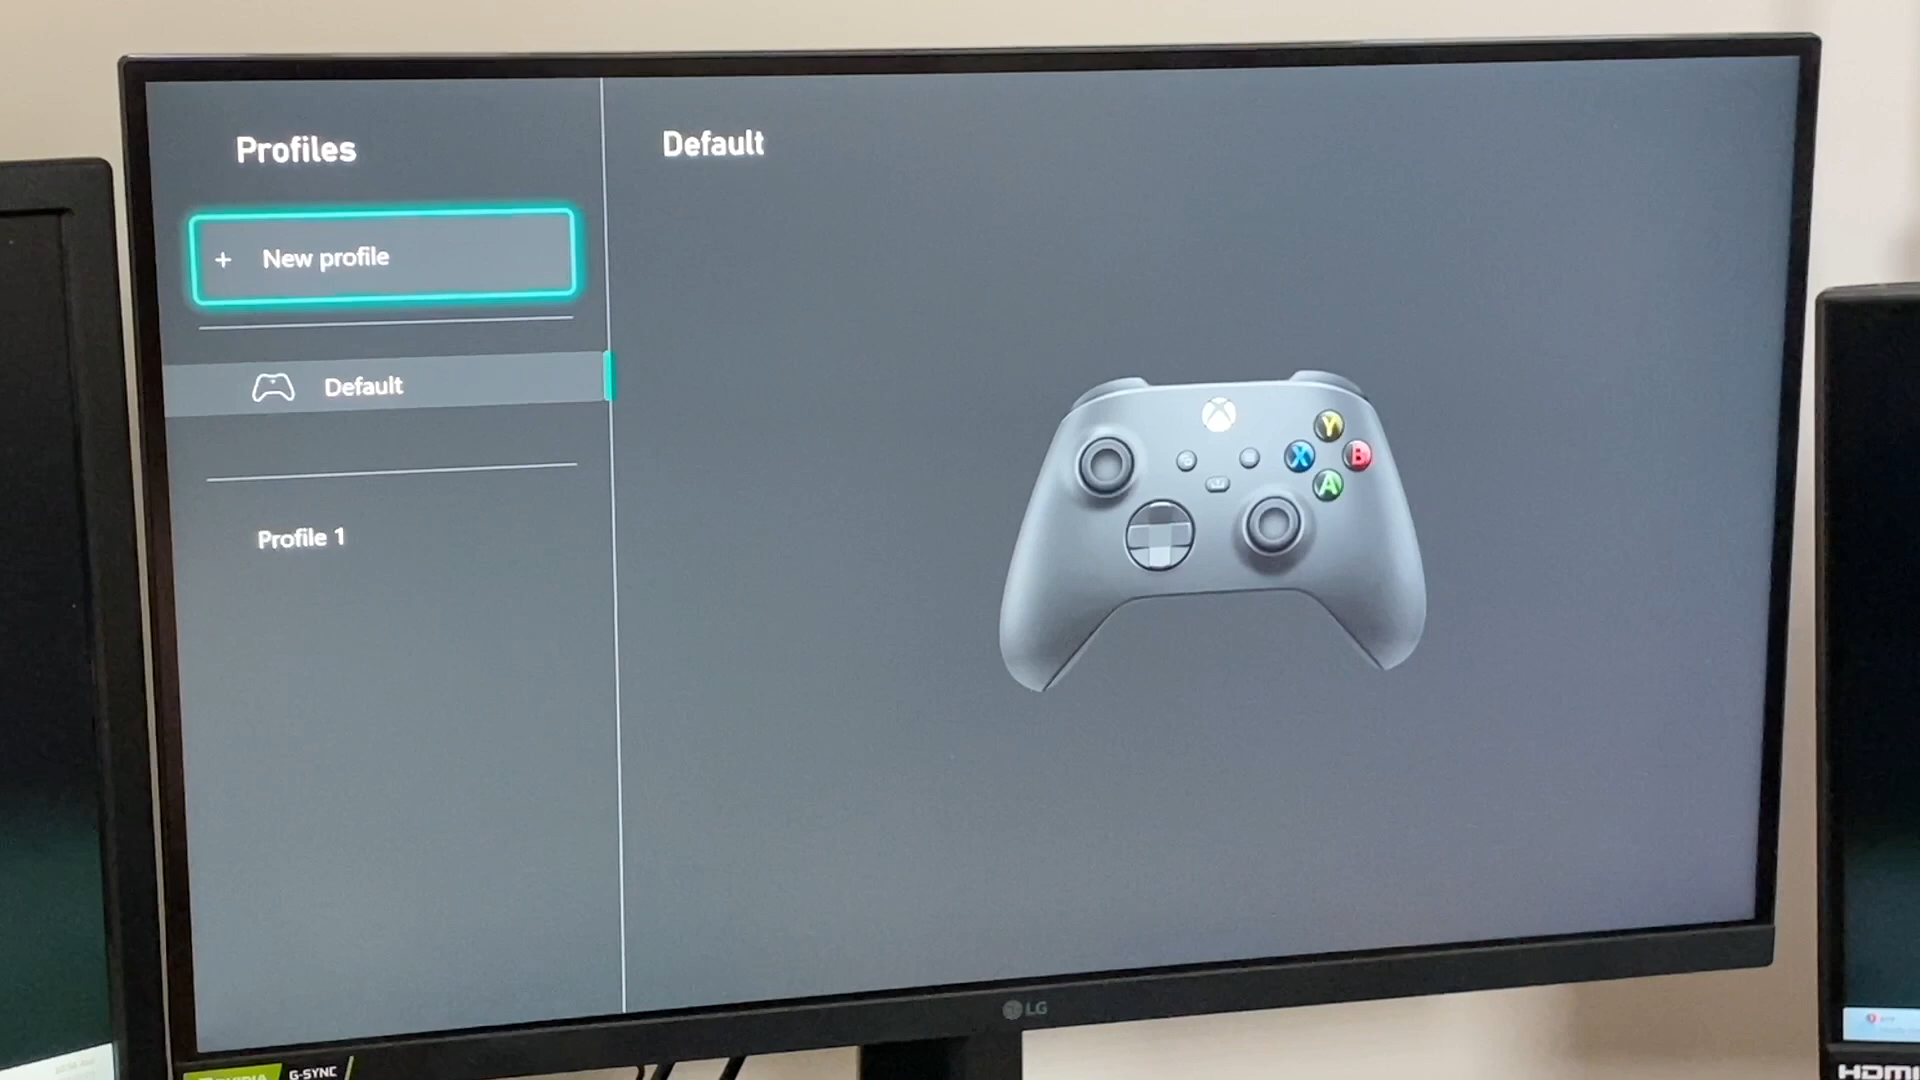 Profiles
Default
+ New profile
Default
Profile 1
Y
X
B
A
LG
G-SYNC
HDMI